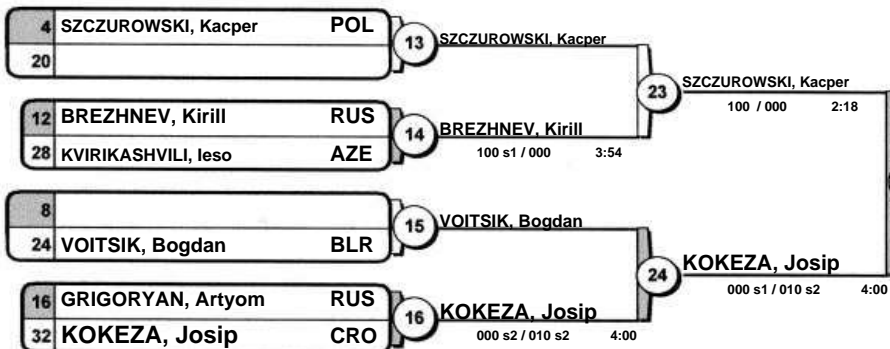 4 SZCZUROWSKI, Kacper POL
20
13 SZCZUROWSKI, Kacper
12 BREZHNEV, Kirill RUS
28 KVIRIKASHVILI, Ieso AZE
14 BREZHNEV, Kirill
100 s1 / 000 3:54
23 SZCZUROWSKI, Kacper
100 / 000 2:18
8
24 VOITSIK, Bogdan BLR
15 VOITSIK, Bogdan
16 GRIGORYAN, Artyom RUS
32 KOKEZA, Josip CRO
16 KOKEZA, Josip
000 s2 / 010 s2 4:00
24 KOKEZA, Josip
000 s1 / 010 s2 4:00